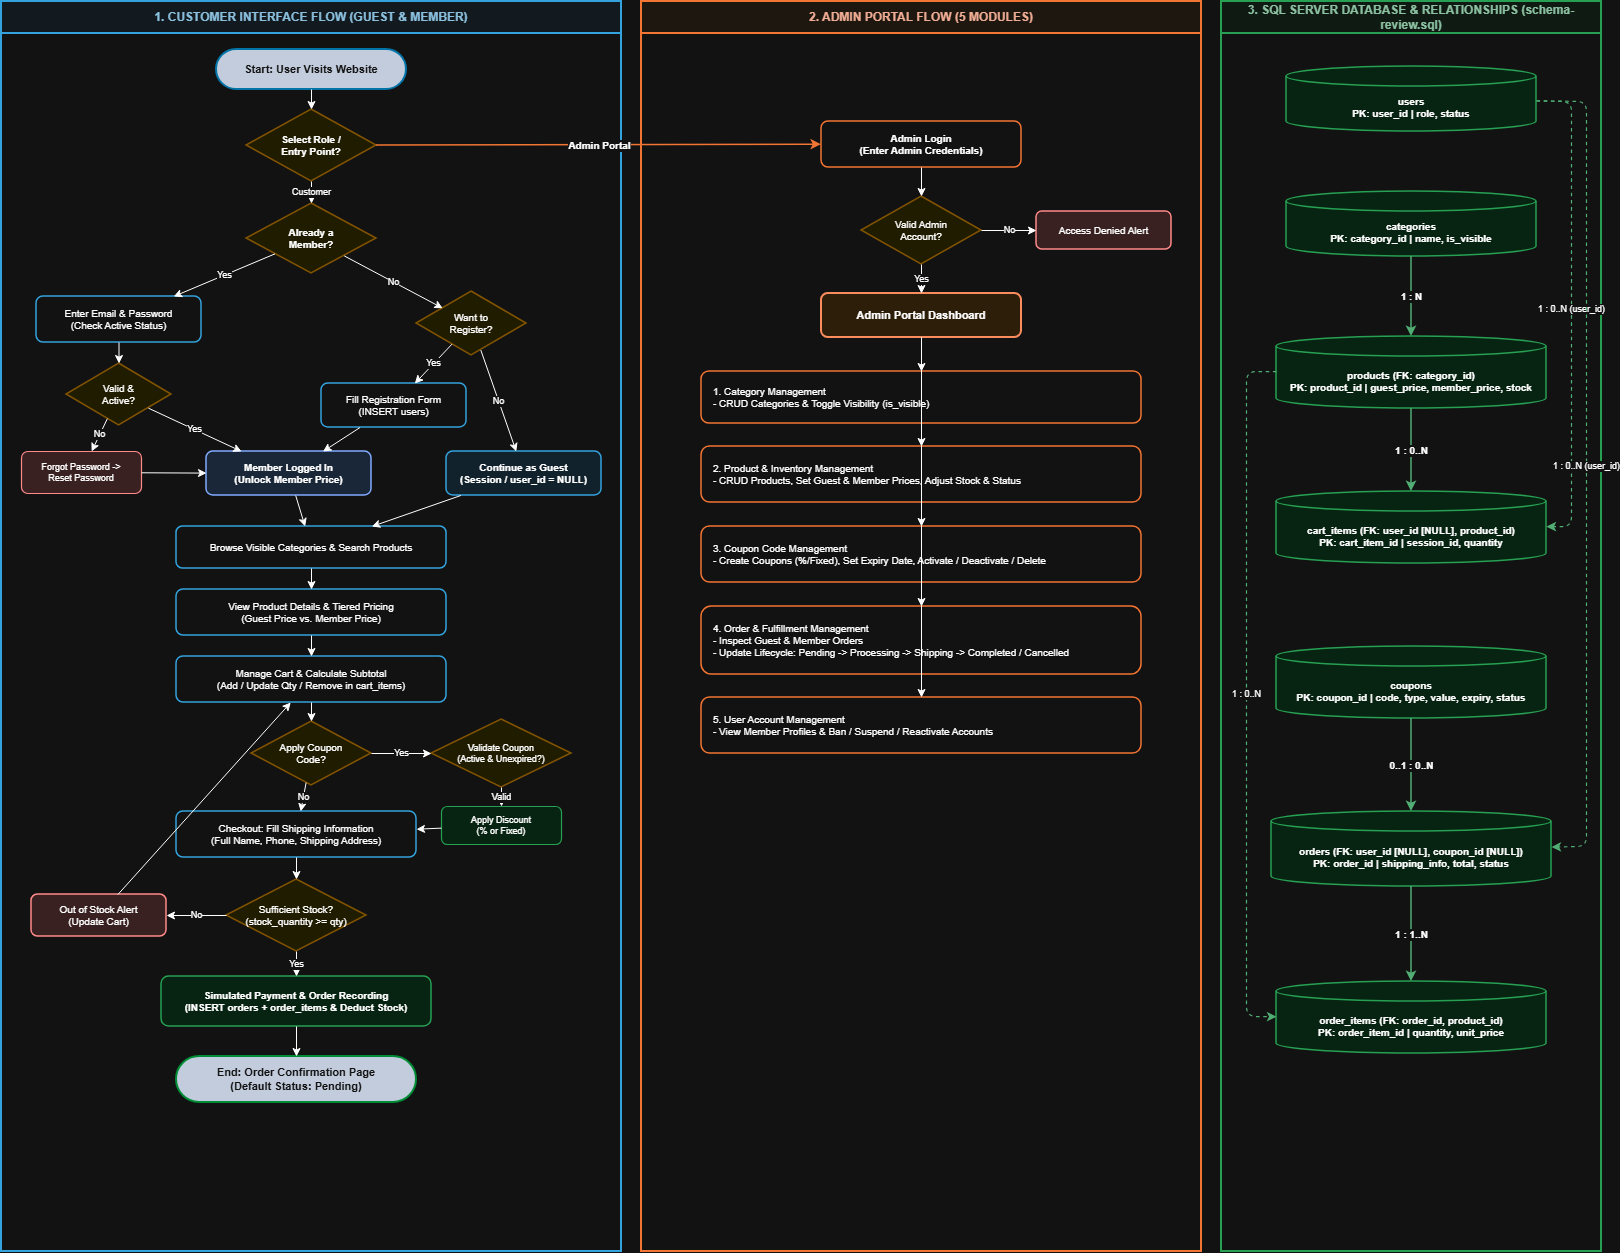 1. CUSTOMER INTERFACE FLOW (GUEST & MEMBER)
Start: User Visits Website
Select Role /
Entry Point?
Admin Portal
Customer
Already a
Member?
Yes
No
Enter Email & Password
(Check Active Status)
Want to
Register?
Yes
No
Valid &
Active?
Fill Registration Form
(INSERT users)
No
Yes
Forgot Password ->
Reset Password
Member Logged In
(Unlock Member Price)
Continue as Guest
(Session / user_id = NULL)
Browse Visible Categories & Search Products
View Product Details & Tiered Pricing
(Guest Price vs. Member Price)
Manage Cart & Calculate Subtotal
(Add / Update Qty / Remove in cart_items)
Apply Coupon
Code?
Yes
Validate Coupon
(Active & Unexpired?)
No
Valid
Checkout: Fill Shipping Information
(Full Name, Phone, Shipping Address)
Apply Discount
(% or Fixed)
Out of Stock Alert
(Update Cart)
No
Sufficient Stock?
(stock_quantity >= qty)
Yes
Simulated Payment & Order Recording
(INSERT orders + order_items & Deduct Stock)
End: Order Confirmation Page
(Default Status: Pending)
2. ADMIN PORTAL FLOW (5 MODULES)
Admin Login
(Enter Admin Credentials)
Valid Admin
Account?
No
Access Denied Alert
Yes
Admin Portal Dashboard
1. Category Management
- CRUD Categories & Toggle Visibility (is_visible)
2. Product & Inventory Management
- CRUD Products, Set Guest & Member Prices, Adjust Stock & Status
3. Coupon Code Management
- Create Coupons (%/Fixed), Set Expiry Date, Activate / Deactivate / Delete
4. Order & Fulfillment Management
- Inspect Guest & Member Orders
- Update Lifecycle: Pending -> Processing -> Shipping -> Completed / Cancelled
5. User Account Management
- View Member Profiles & Ban / Suspend / Reactivate Accounts
3. SQL SERVER DATABASE & RELATIONSHIPS (schema-
review.sql)
users
PK: user_id | role, status
categories
PK: category_id | name, is_visible
1 : N
1 : 0..N (user_id)
products (FK: category_id)
PK: product_id | guest_price, member_price, stock
1 : 0..N
1 : 0..N (user_id)
cart_items (FK: user_id [NULL], product_id)
PK: cart_item_id | session_id, quantity
coupons
PK: coupon_id | code, type, value, expiry, status
1 : 0..N
0..1 : 0..N
orders (FK: user_id [NULL], coupon_id [NULL])
PK: order_id | shipping_info, total, status
1 : 1..N
order_items (FK: order_id, product_id)
PK: order_item_id | quantity, unit_price